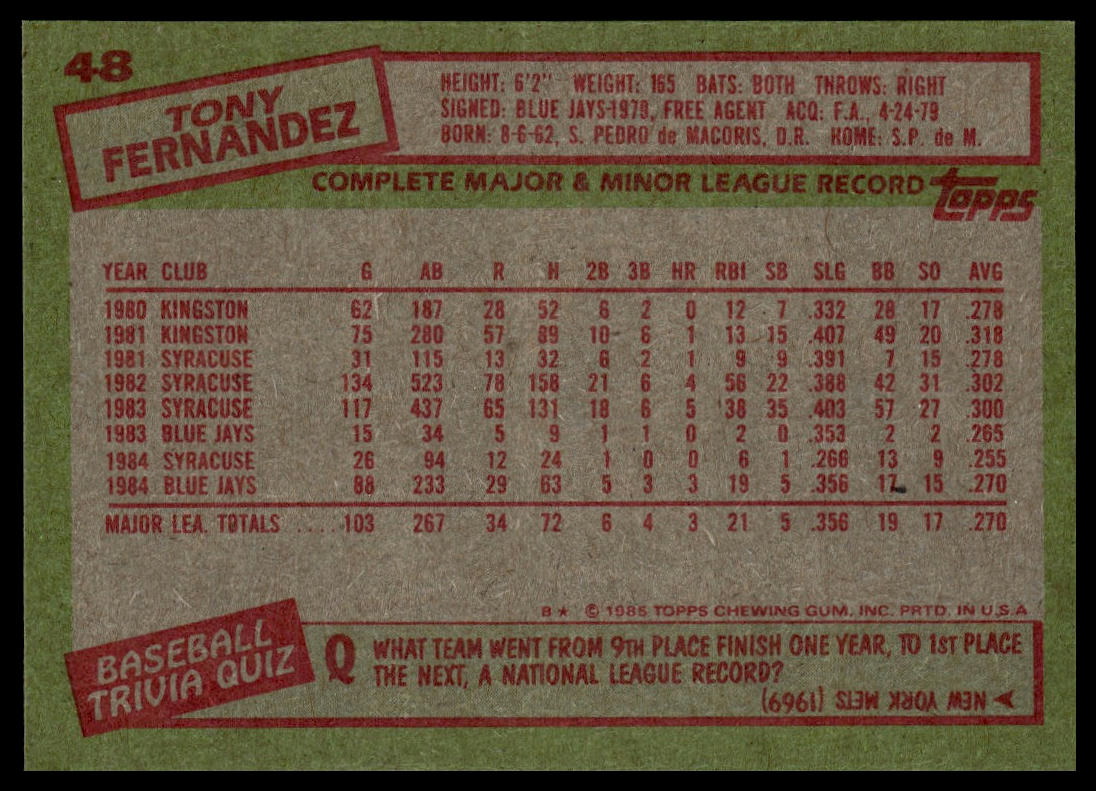 48
TONY
FERNANDEZ
HEIGHT: 6'2" WEIGHT: 165 BATS: BOTH THROWS: RIGHT
SIGNED: BLUE JAYS-1979, FREE AGENT ACQ: F.A., 4-24-79
BORN: 8-6-62, S. PEDRO de MACORIS, D.R. HOME: S.P. de M.
COMPLETE MAJOR & MINOR LEAGUE RECORD topps
YEAR CLUB G AB R H 2B 3B HR RBI SB SLG BB SO AVG
1980 KINGSTON 62 187 28 52 6 2 0 12 7 .332 28 17 .278
1981 KINGSTON 75 280 57 89 10 6 1 13 15 .407 49 20 .318
1981 SYRACUSE 31 115 13 32 6 2 1 9 9 .391 7 15 .278
1982 SYRACUSE 134 523 78 158 21 6 4 56 22 .388 42 31 .302
1983 SYRACUSE 117 437 65 131 18 6 5 38 35 .403 57 27 .300
1983 BLUE JAYS 15 34 5 9 1 1 0 2 0 .353 2 2 .265
1984 SYRACUSE 26 94 12 24 1 0 0 6 1 .266 13 9 .255
1984 BLUE JAYS 88 233 29 63 5 3 3 19 5 .356 17 15 .270
MAJOR LEA. TOTALS ....103 267 34 72 6 4 3 21 5 .356 19 17 .270
B★ © 1985 TOPPS CHEWING GUM, INC. PRTD. IN U.S.A
BASEBALL
TRIVIA QUIZ
Q WHAT TEAM WENT FROM 9TH PLACE FINISH ONE YEAR, TO 1ST PLACE
THE NEXT, A NATIONAL LEAGUE RECORD?
NEW YORK METS (1969)